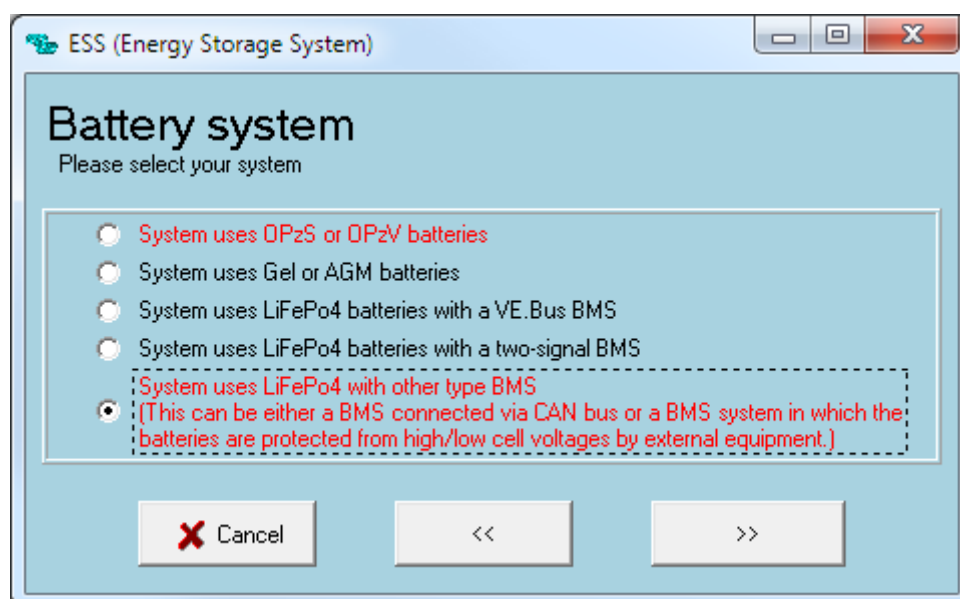 ESS (Energy Storage System)
Battery system
Please select your system
System uses OPzS or OPzV batteries
System uses Gel or AGM batteries
System uses LiFePo4 batteries with a VE.Bus BMS
System uses LiFePo4 batteries with a two-signal BMS
System uses LiFePo4 with other type BMS
(This can be either a BMS connected via CAN bus or a BMS system in which the
batteries are protected from high/low cell voltages by external equipment.)
Cancel
<<
>>